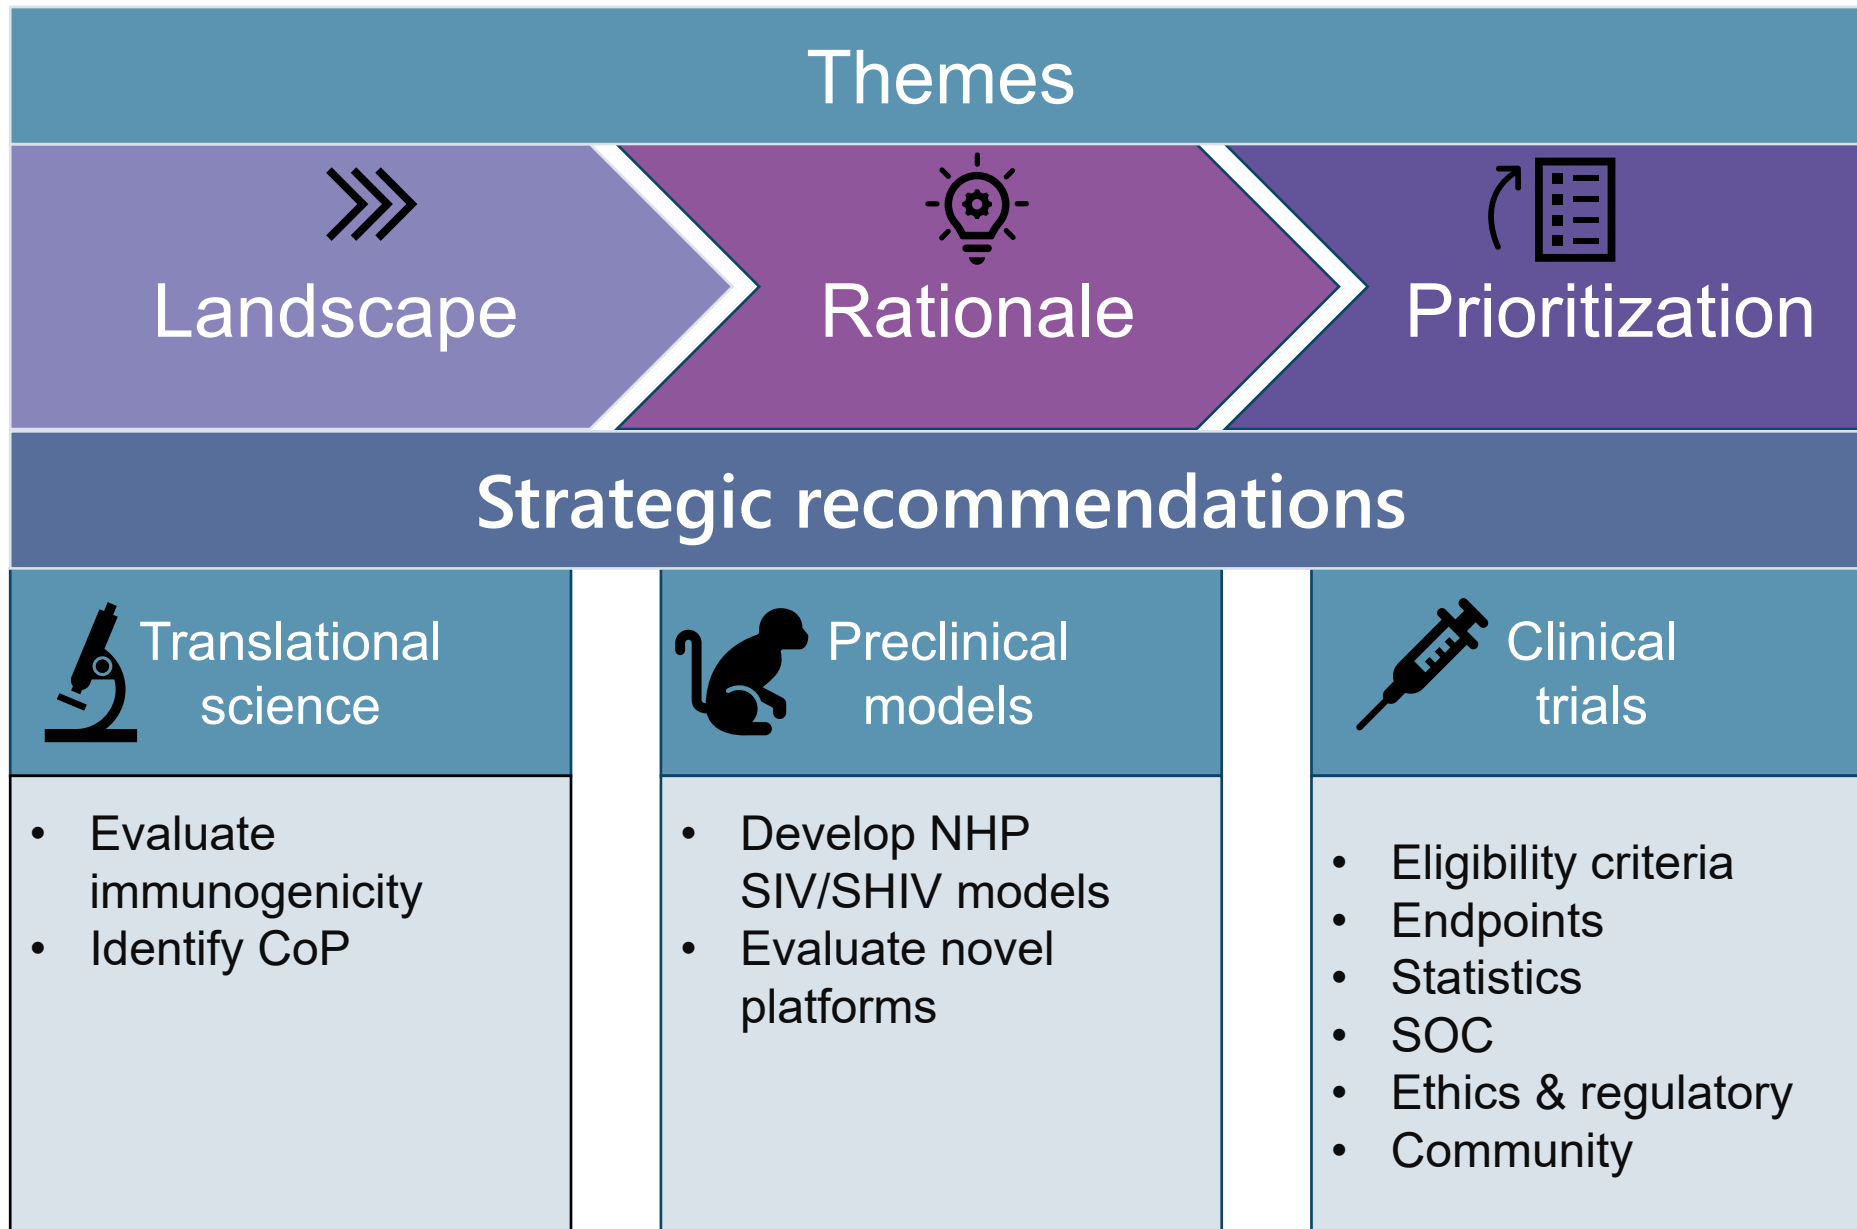 Themes
Landscape
Rationale
Prioritization
Strategic recommendations
Translational
science
• Evaluate
immunogenicity
• Identify CoP
Preclinical
models
• Develop NHP
SIV/SHIV models
• Evaluate novel
platforms
Clinical
trials
• Eligibility criteria
• Endpoints
• Statistics
• SOC
• Ethics & regulatory
• Community